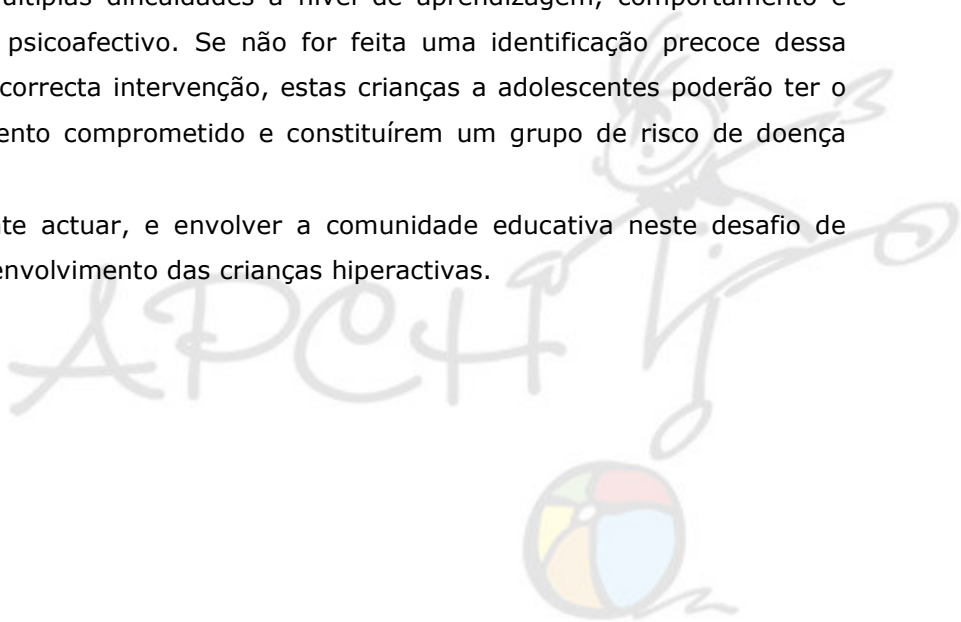 dificuldades a nível de aprendizagem, comportamento e
psicoafectivo. Se não for feita uma identificação precoce dessa
correcta intervenção, estas crianças a adolescentes poderão ter o
comprometido e constituírem um grupo de risco de doença
actuar, e envolver a comunidade educativa neste desafio de
das crianças hiperactivas.
APCH